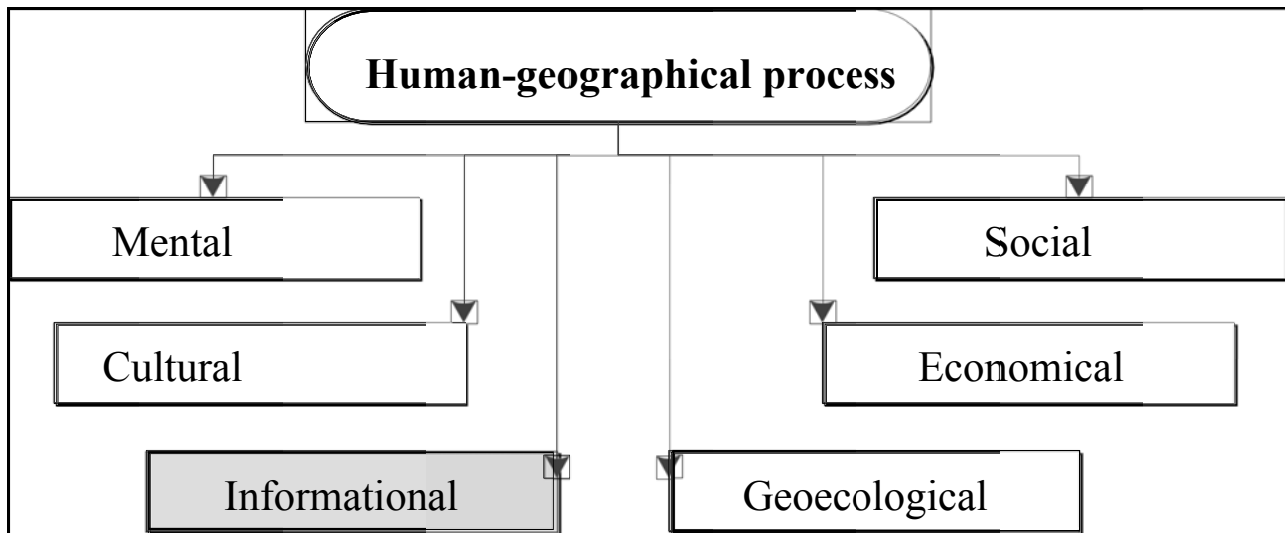 Human-geographical process
Mental
Social
Cultural
Economical
Informational
Geoecological